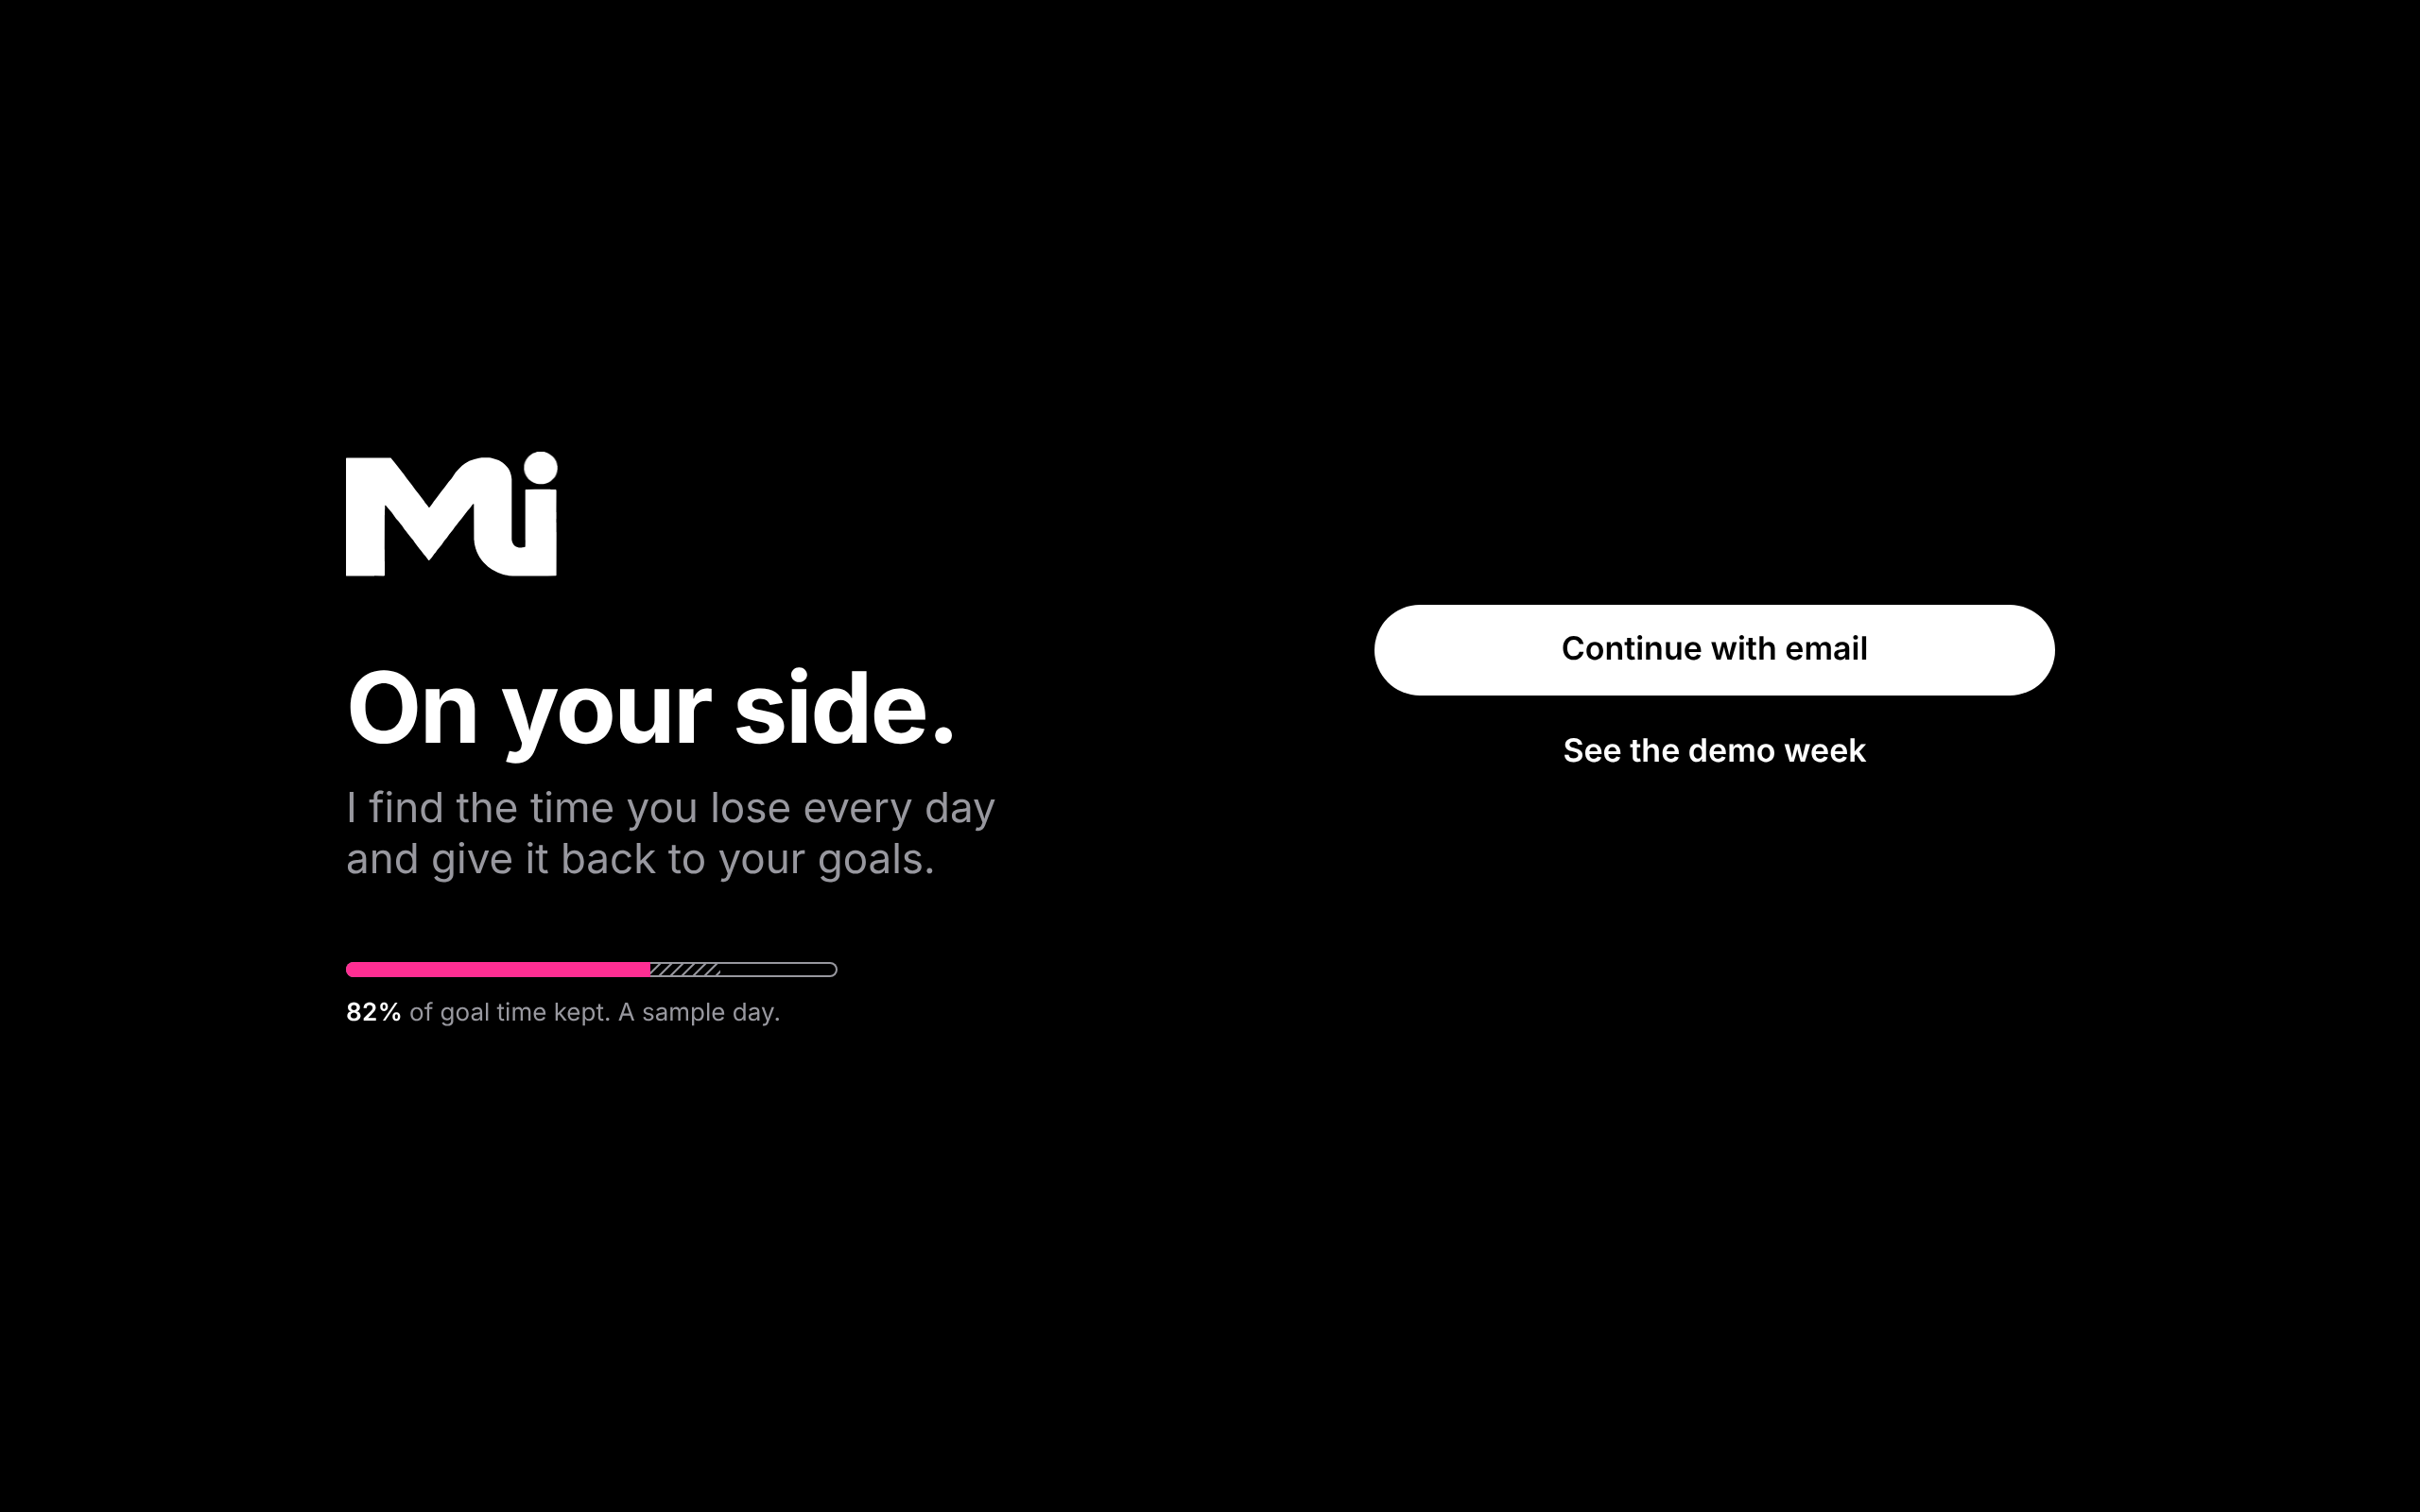 Mi
On your side.
I find the time you lose every day
and give it back to your goals.
82% of goal time kept. A sample day.
Continue with email
See the demo week